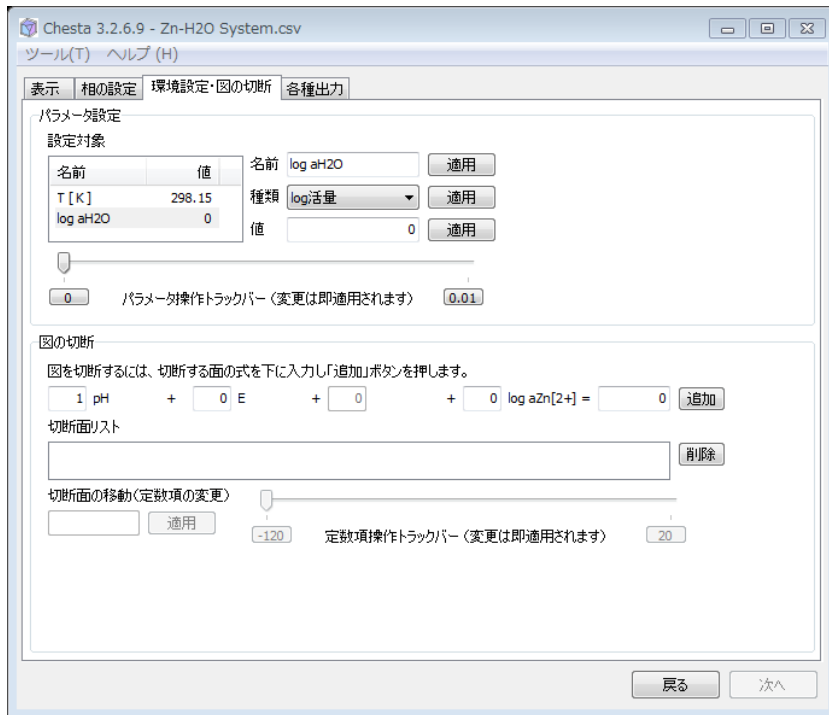 Chesta 3.2.6.9 - Zn-H2O System.csv
ツール(T) ヘルプ(H)
表示 相の設定 環境設定・図の切断 各種出力
パラメータ設定
設定対象
名前 値
T [K] 298.15
log aH2O 0
名前 log aH2O 適用
種類 log活量 適用
値 0 適用
0 パラメータ操作トラックバー(変更は即適用されます) 0.01
図の切断
図を切断するには、切断する面の式を下に入力し「追加」ボタンを押します。
1 pH + 0 E + 0 + 0 log aZn[2+] = 0 追加
切断面リスト
削除
切断面の移動(定数項の変更)
適用
-120 定数項操作トラックバー(変更は即適用されます) 20
戻る 次へ